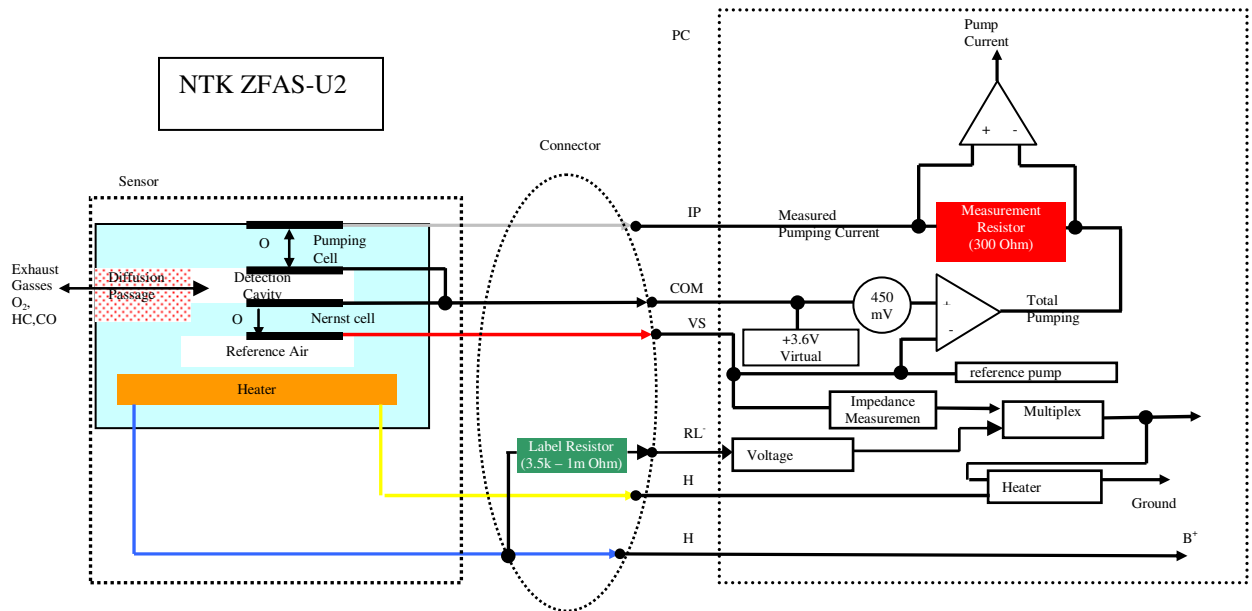 NTK ZFAS-U2
PC
Pump
Current
+ -
Connector
Sensor
IP
Measured
Pumping Current
Measurement
Resistor
(300 Ohm)
O
Pumping
Cell
Exhaust
Gasses
O2,
HC,CO
Diffusion
Passage
Detection
Cavity
O
Nernst cell
Reference Air
COM
VS
450
mV
+
-
Total
Pumping
+3.6V
Virtual
reference pump
Heater
Impedance
Measuremen
Multiplex
Label Resistor
(3.5k – 1m Ohm)
RL-
Voltage
H
Heater
Ground
H
B+